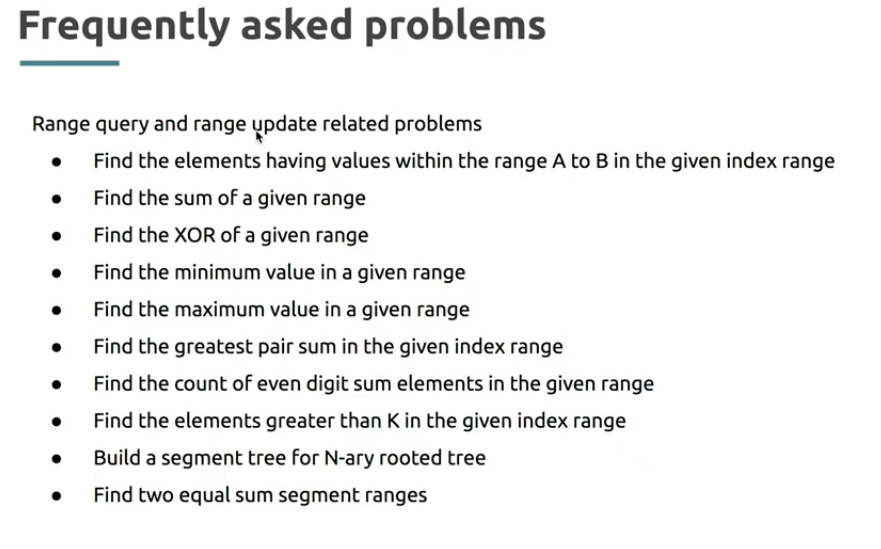 Frequently asked problems
Range query and range update related problems
● Find the elements having values within the range A to B in the given index range
● Find the sum of a given range
● Find the XOR of a given range
● Find the minimum value in a given range
● Find the maximum value in a given range
● Find the greatest pair sum in the given index range
● Find the count of even digit sum elements in the given range
● Find the elements greater than K in the given index range
● Build a segment tree for N-ary rooted tree
● Find two equal sum segment ranges